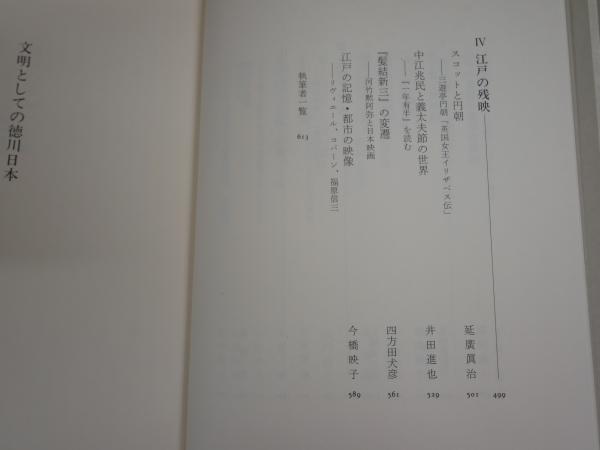 Ⅳ 江戸の残映 499
スコットと円朝 延廣眞治 501
——三遊亭円朝「英国女王イリザベス伝」
中江兆民と義太夫節の世界 井田進也 529
——『一年有半』を読む
『髪結新三』の変遷 四方田犬彦 561
——河竹黙阿弥と日本映画
江戸の記憶・都市の映像 今橋映子 589
——リヴィエール、コバーン、福原信三
執筆者一覧 613
文明としての徳川日本